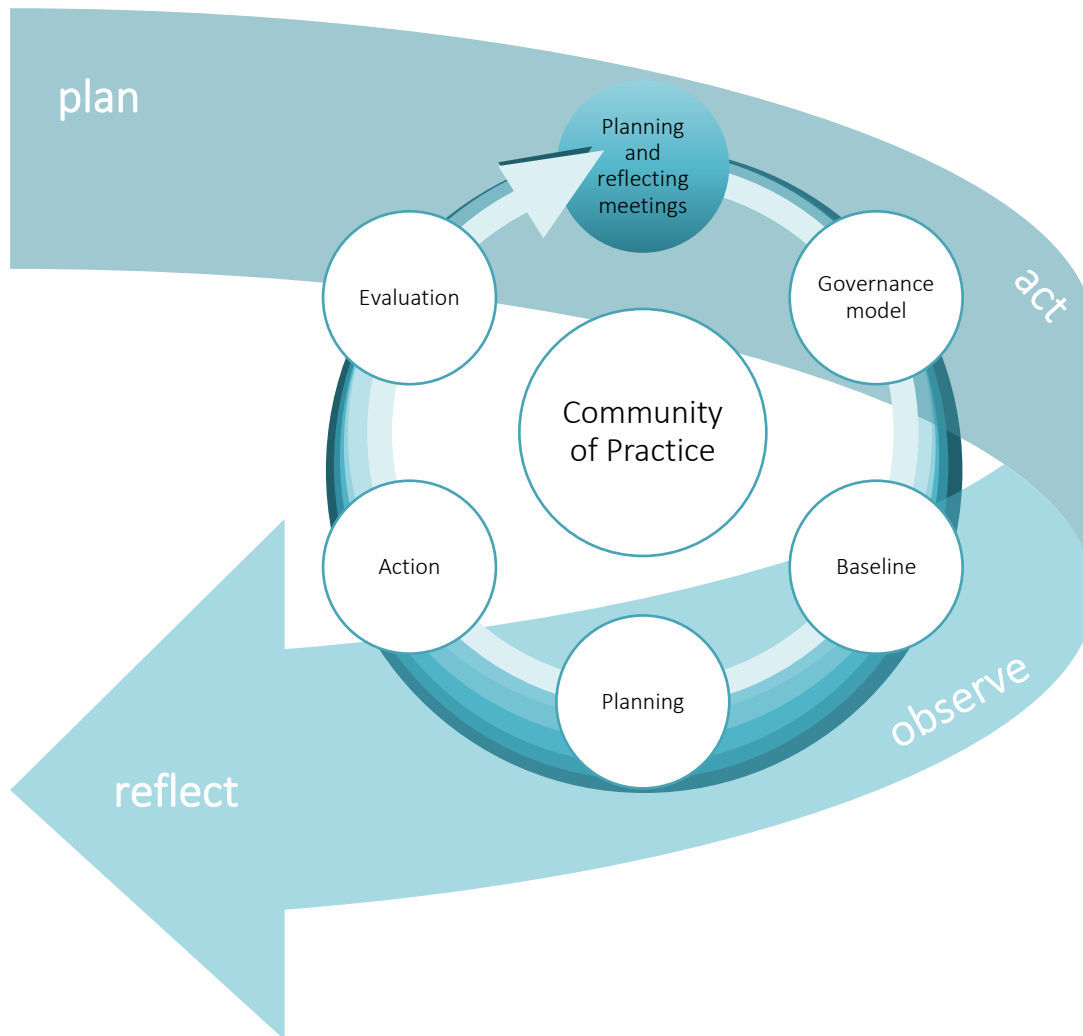 plan
Planning
and
reflecting
meetings
act
Evaluation
Governance
model
Community
of Practice
Action
Baseline
Planning
observe
reflect